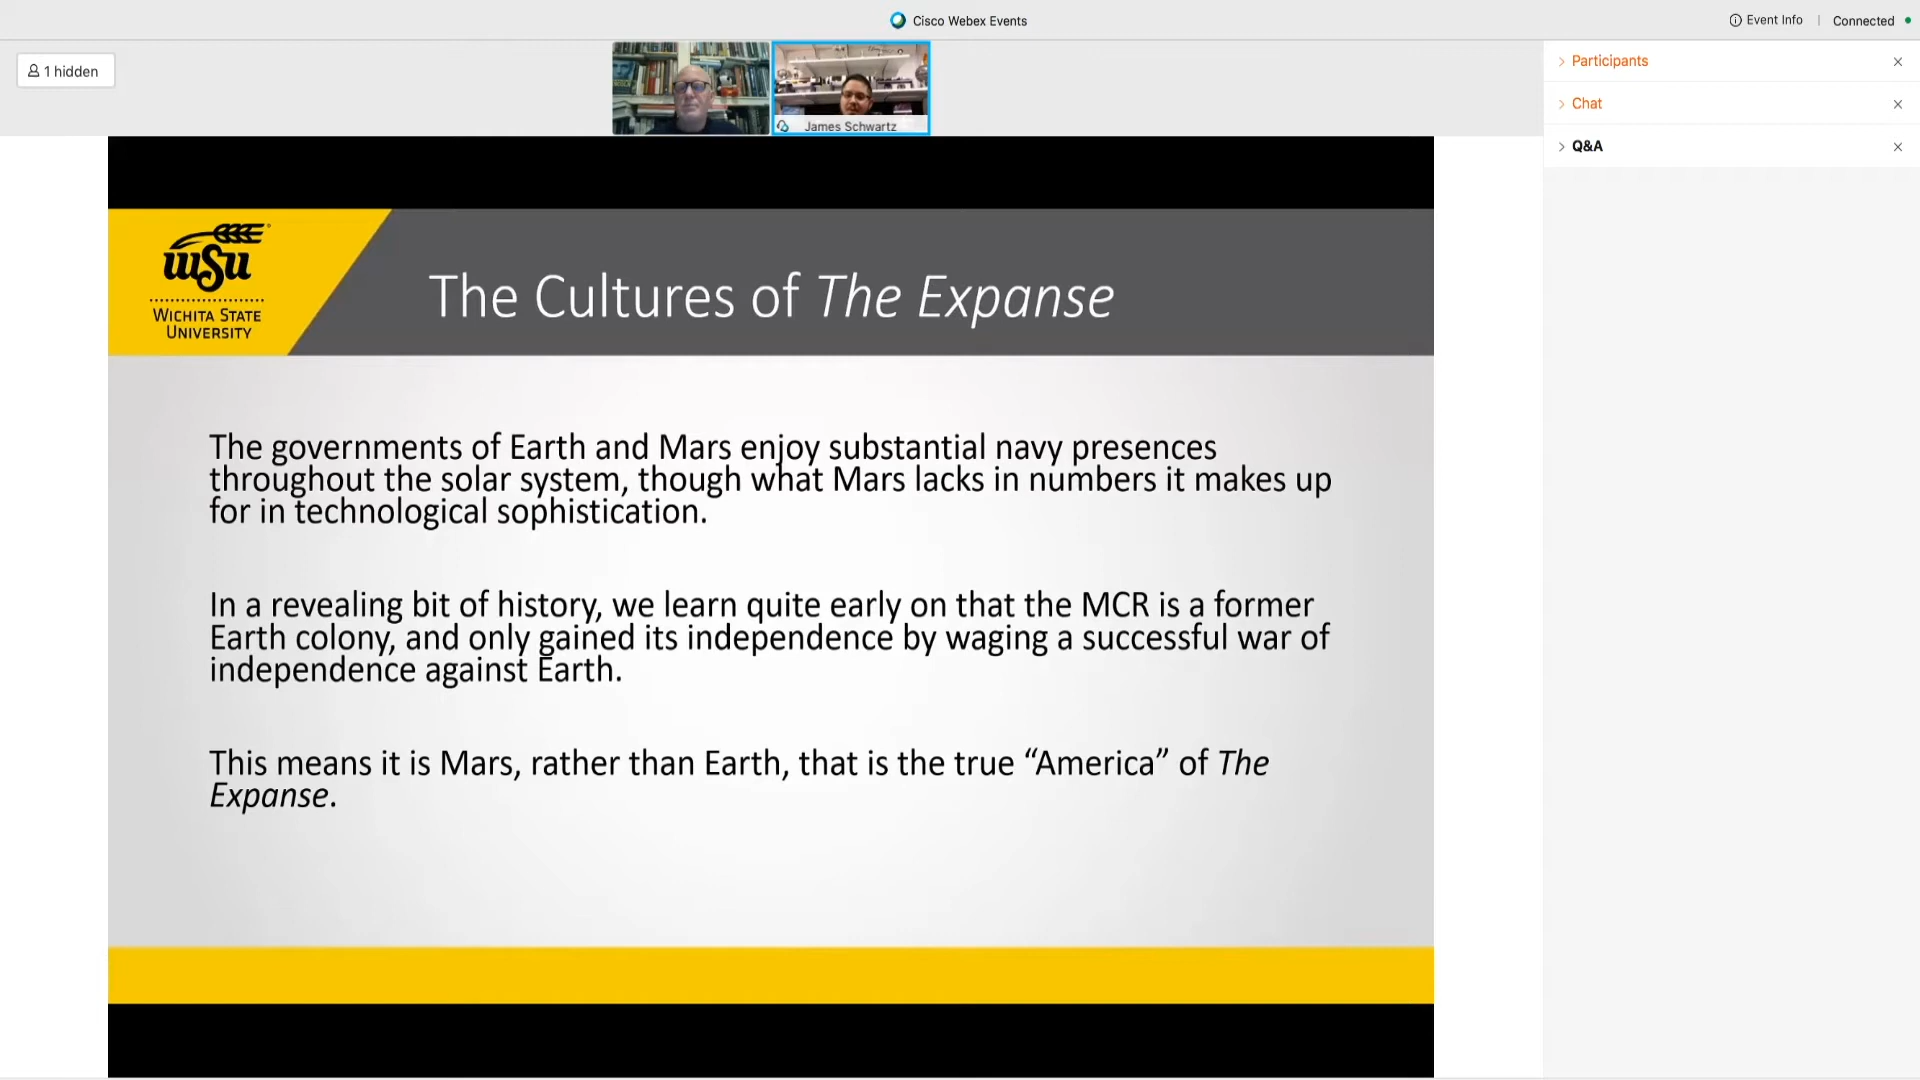 Cisco Webex Events
Event Info
Connected
1 hidden
James Schwartz
Participants
Chat
Q&A
wsu
WICHITA STATE
UNIVERSITY
The Cultures of The Expanse
The governments of Earth and Mars enjoy substantial navy presences
throughout the solar system, though what Mars lacks in numbers it makes up
for in technological sophistication.
In a revealing bit of history, we learn quite early on that the MCR is a former
Earth colony, and only gained its independence by waging a successful war of
independence against Earth.
This means it is Mars, rather than Earth, that is the true “America” of The
Expanse.